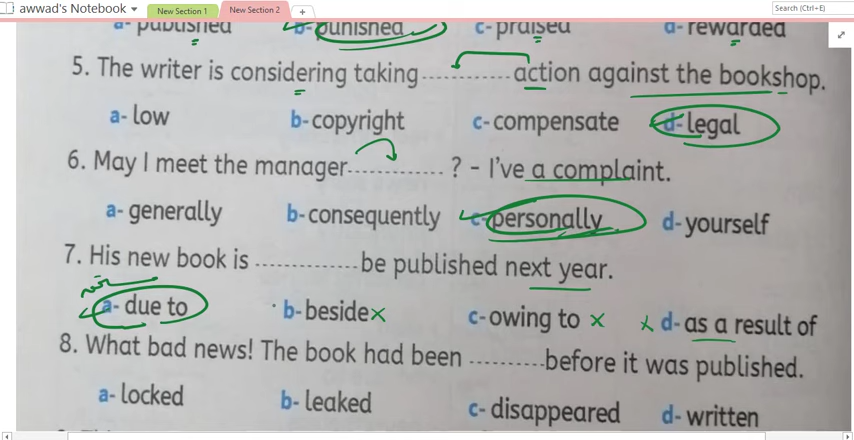 awwad's Notebook New Section 1 New Section 2 Search (Ctrl+E)
a- published b- punished c- praised d- rewarded
5. The writer is considering taking ............ action against the bookshop.
a- low b- copyright c- compensate d- legal
6. May I meet the manager .............. ? - I've a complaint.
a- generally b- consequently c- personally d- yourself
7. His new book is .............. be published next year.
a- due to b- beside x c- owing to x x d- as a result of
8. What bad news! The book had been .......... before it was published.
a- locked b- leaked c- disappeared d- written